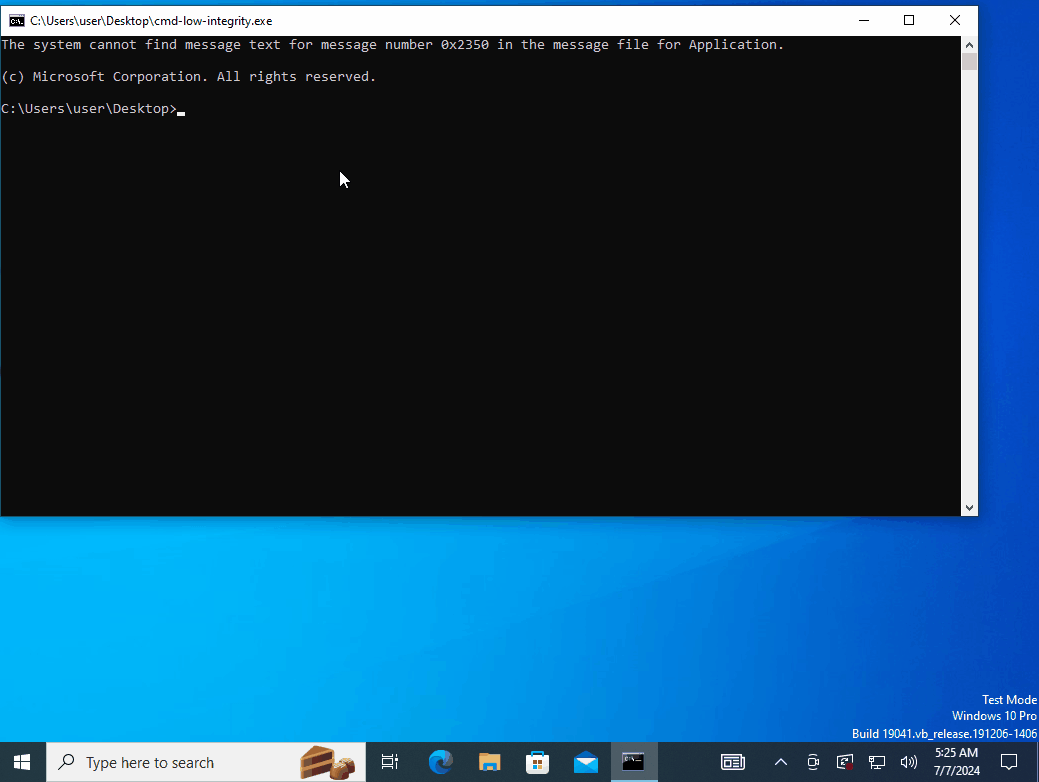 C:\Users\user\Desktop\cmd-low-integrity.exe
The system cannot find message text for message number 0x2350 in the message file for Application.
(c) Microsoft Corporation. All rights reserved.
C:\Users\user\Desktop>
Test Mode
Windows 10 Pro
Build 19041.vb_release.191206-1406
Type here to search
5:25 AM
7/7/2024